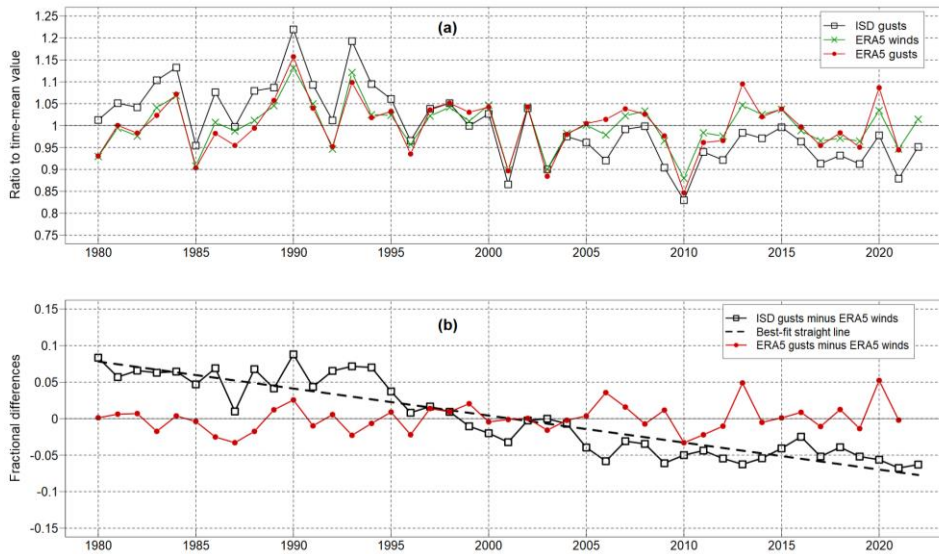 (a)
ISD gusts
ERA5 winds
ERA5 gusts
Ratio to time-mean value
1.25
1.2
1.15
1.1
1.05
1
0.95
0.9
0.85
0.8
0.75
1980 1985 1990 1995 2000 2005 2010 2015 2020
(b)
ISD gusts minus ERA5 winds
Best-fit straight line
ERA5 gusts minus ERA5 winds
Fractional differences
0.15
0.1
0.05
0
-0.05
-0.1
-0.15
1980 1985 1990 1995 2000 2005 2010 2015 2020